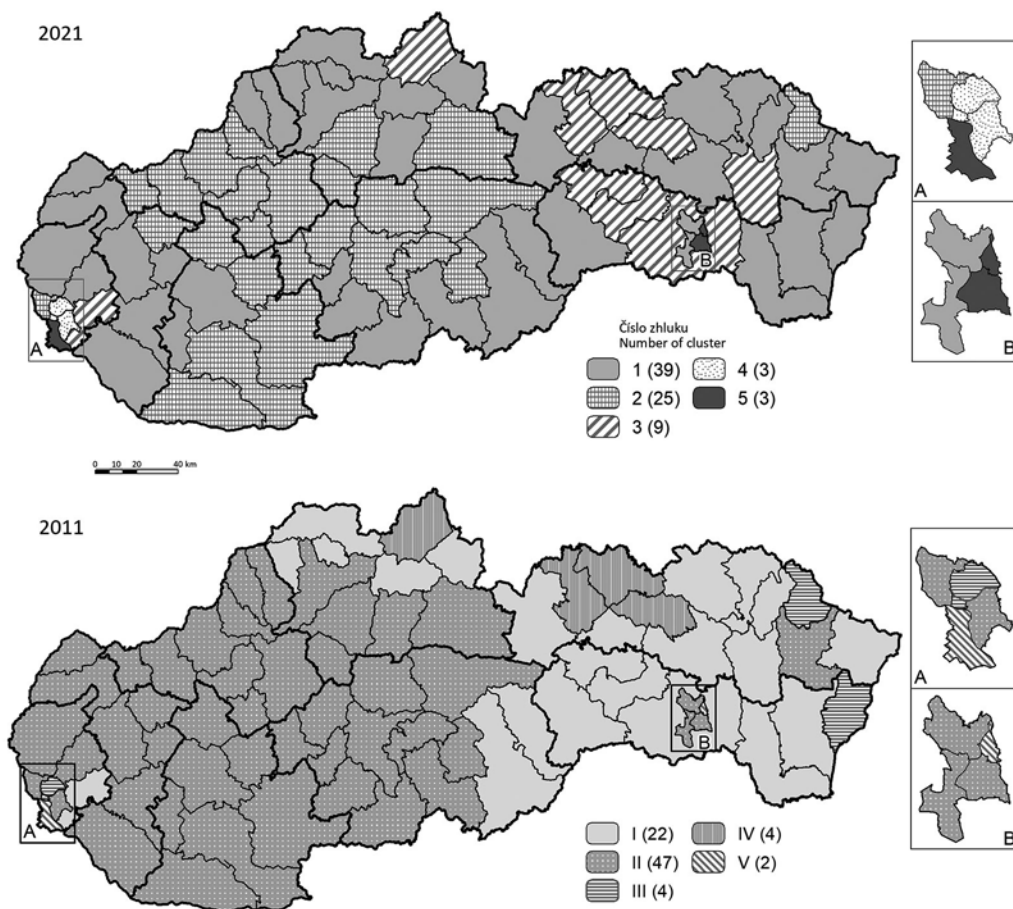 2021
A
B
A
B
Číslo zhluku
Number of cluster
1 (39)
4 (3)
2 (25)
5 (3)
3 (9)
0 10 20 40 km
2011
A
B
A
B
I (22)
IV (4)
II (47)
V (2)
III (4)